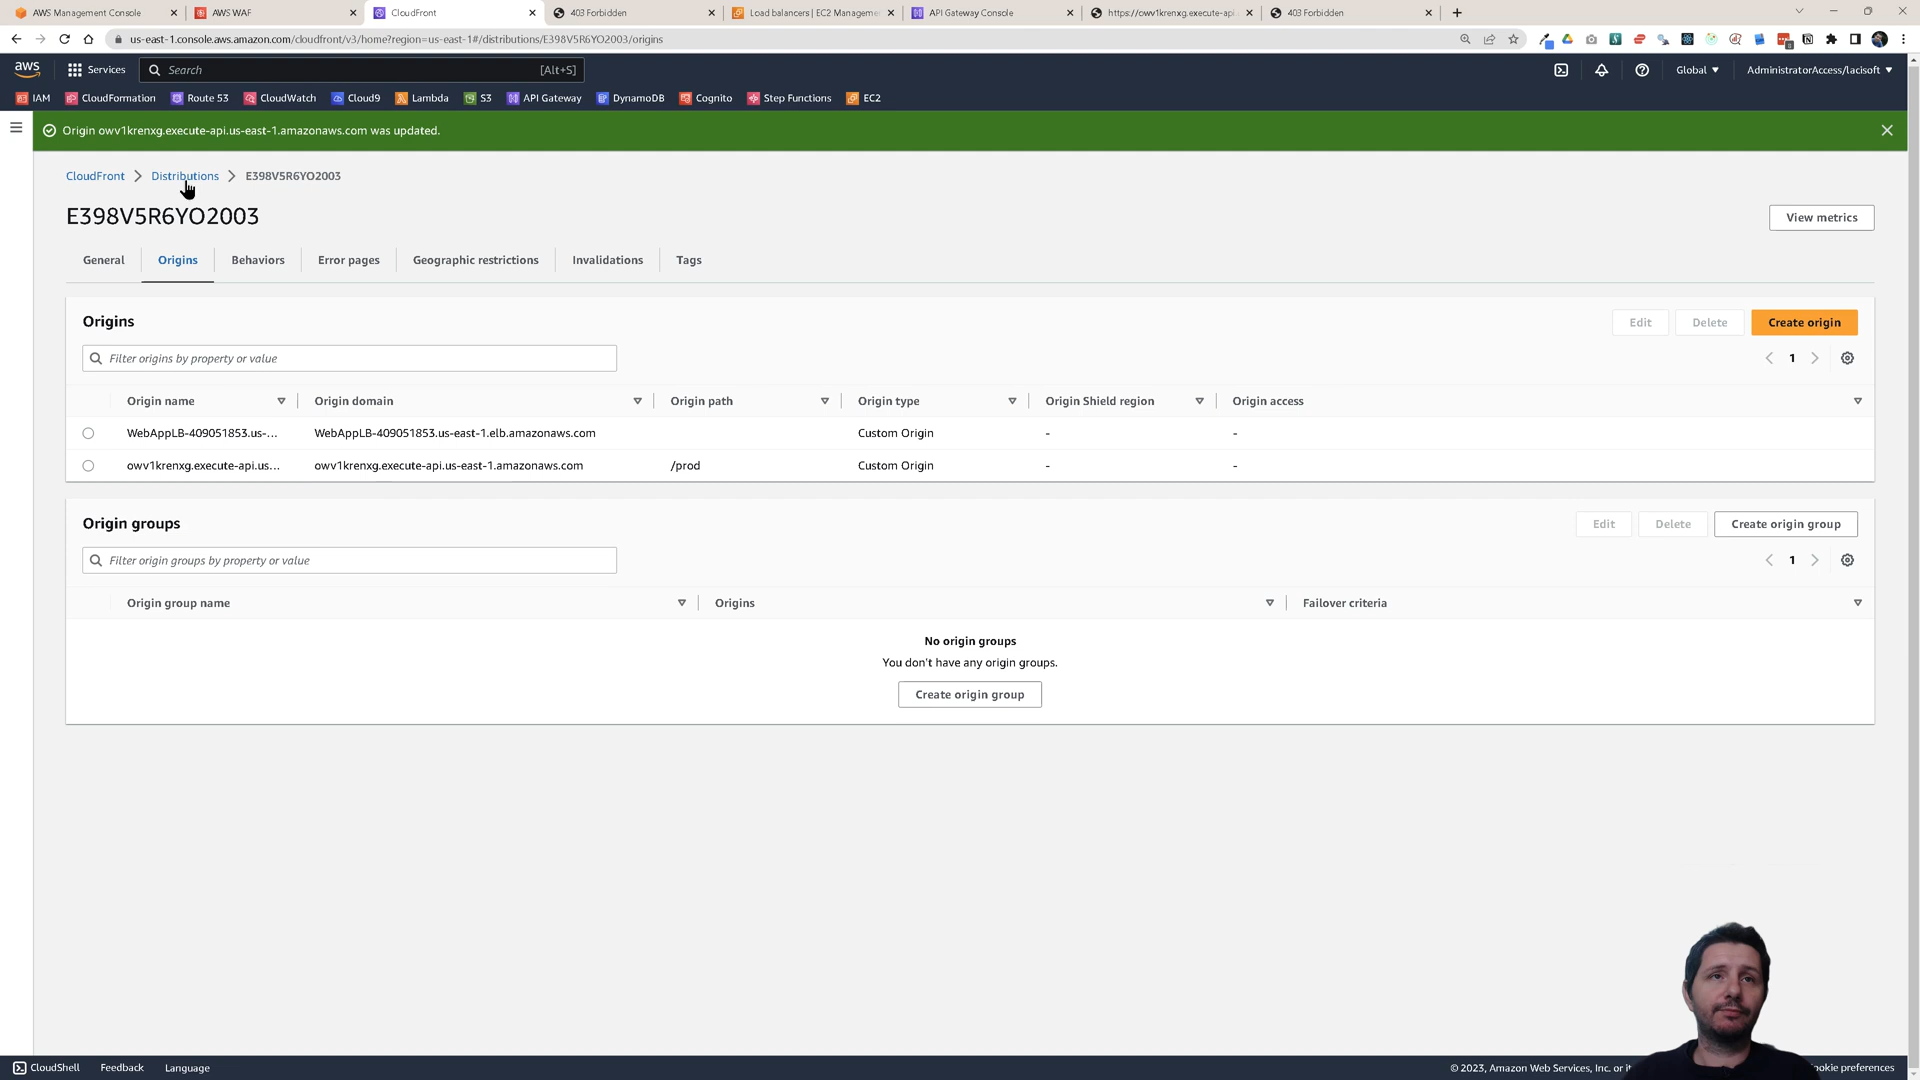 AWS Management Console
AWS WAF
CloudFront
403 Forbidden
Load balancers | EC2 Manageme
API Gateway Console
https://owv1krenxg.execute-api.
403 Forbidden
us-east-1.console.aws.amazon.com/cloudfront/v3/home?region=us-east-1#/distributions/E398V5R6YO2003/origins
aws
Services
Search
[Alt+S]
Global
AdministratorAccess/lacisoft
IAM
CloudFormation
Route 53
CloudWatch
Cloud9
Lambda
S3
API Gateway
DynamoDB
Cognito
Step Functions
EC2
Origin owv1krenxg.execute-api.us-east-1.amazonaws.com was updated.
CloudFront
Distributions
E398V5R6YO2003
E398V5R6YO2003
View metrics
General
Origins
Behaviors
Error pages
Geographic restrictions
Invalidations
Tags
Origins
Edit
Delete
Create origin
Filter origins by property or value
1
Origin name
Origin domain
Origin path
Origin type
Origin Shield region
Origin access
WebAppLB-409051853.us-...
WebAppLB-409051853.us-east-1.elb.amazonaws.com
Custom Origin
-
-
owv1krenxg.execute-api.us...
owv1krenxg.execute-api.us-east-1.amazonaws.com
/prod
Custom Origin
-
-
Origin groups
Edit
Delete
Create origin group
Filter origin groups by property or value
1
Origin group name
Origins
Failover criteria
No origin groups
You don't have any origin groups.
Create origin group
CloudShell
Feedback
Language
© 2023, Amazon Web Services, Inc. or
ookie preferences